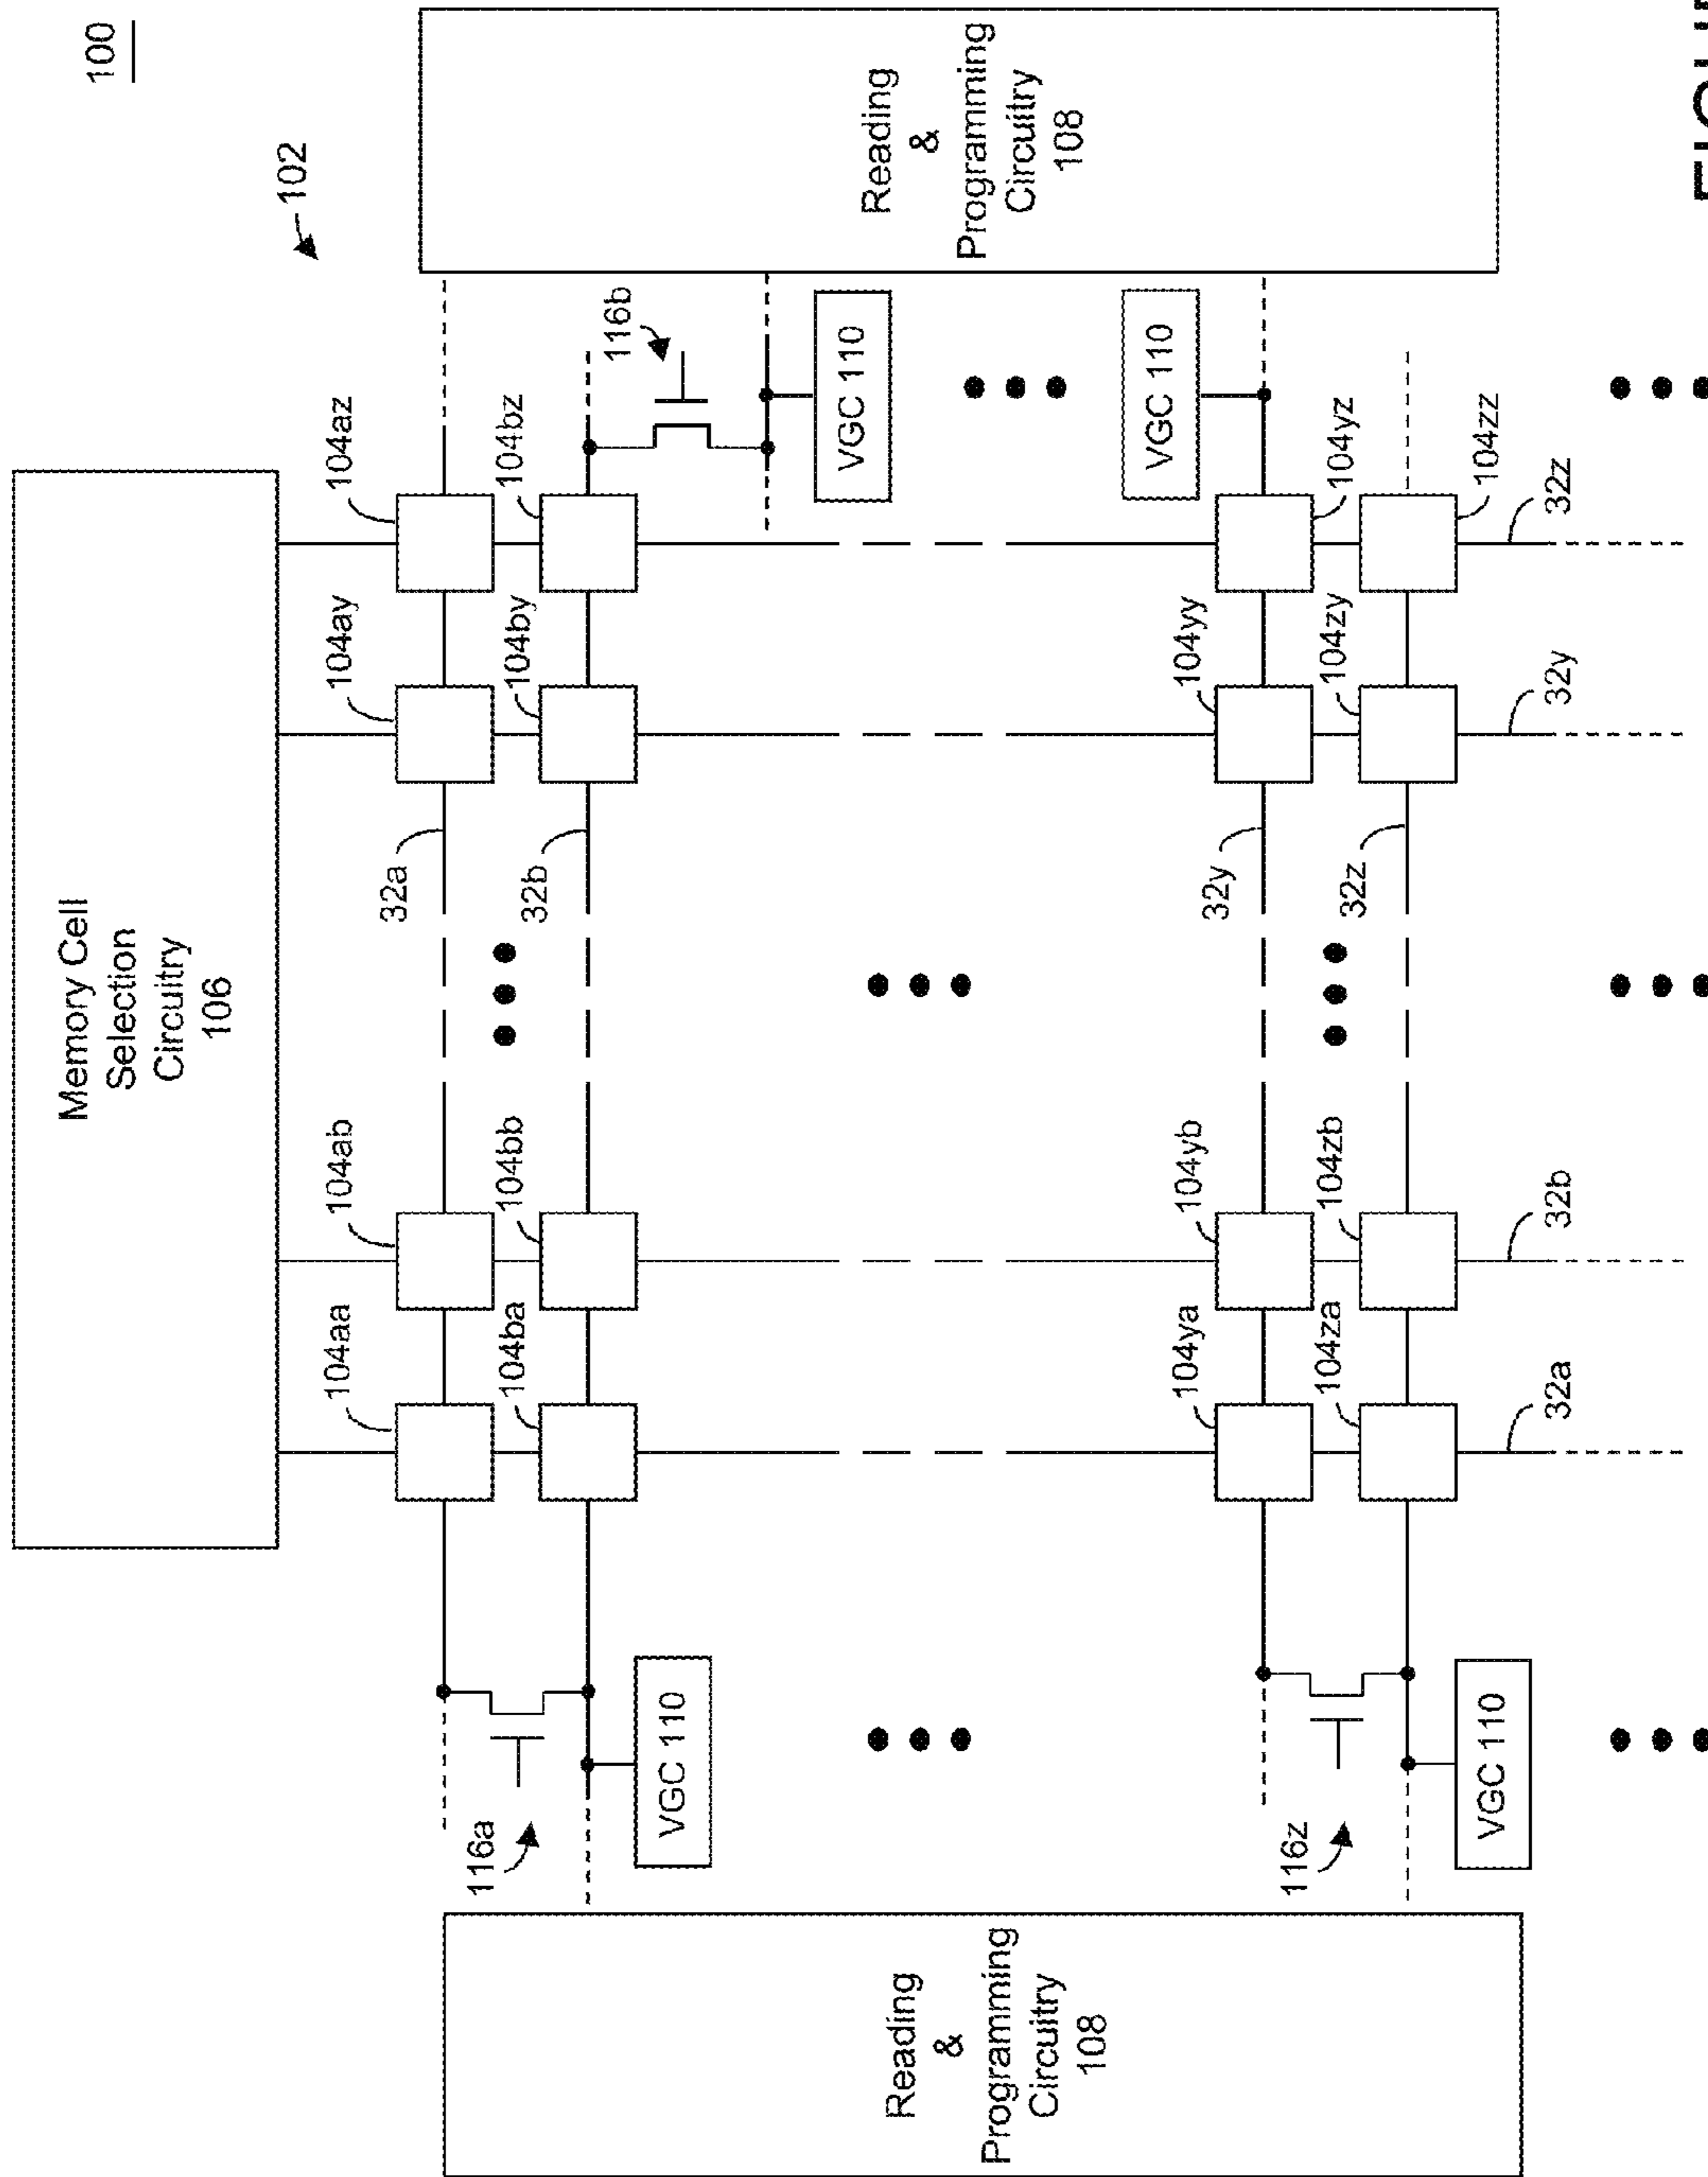 100
Memory Cell
Selection
Circuitry
106
102
104aa
104ab
104ay
104az
32a
104ba
104bb
104by
104bz
32b
116a
116b
VGC 110
VGC 110
Reading
&
Programming
Circuitry
108
Reading
&
Programming
Circuitry
108
VGC 110
104ya
104yb
104yy
104yz
32y
116z
104za
104zb
104zy
104zz
32z
VGC 110
32a
32b
32y
32z